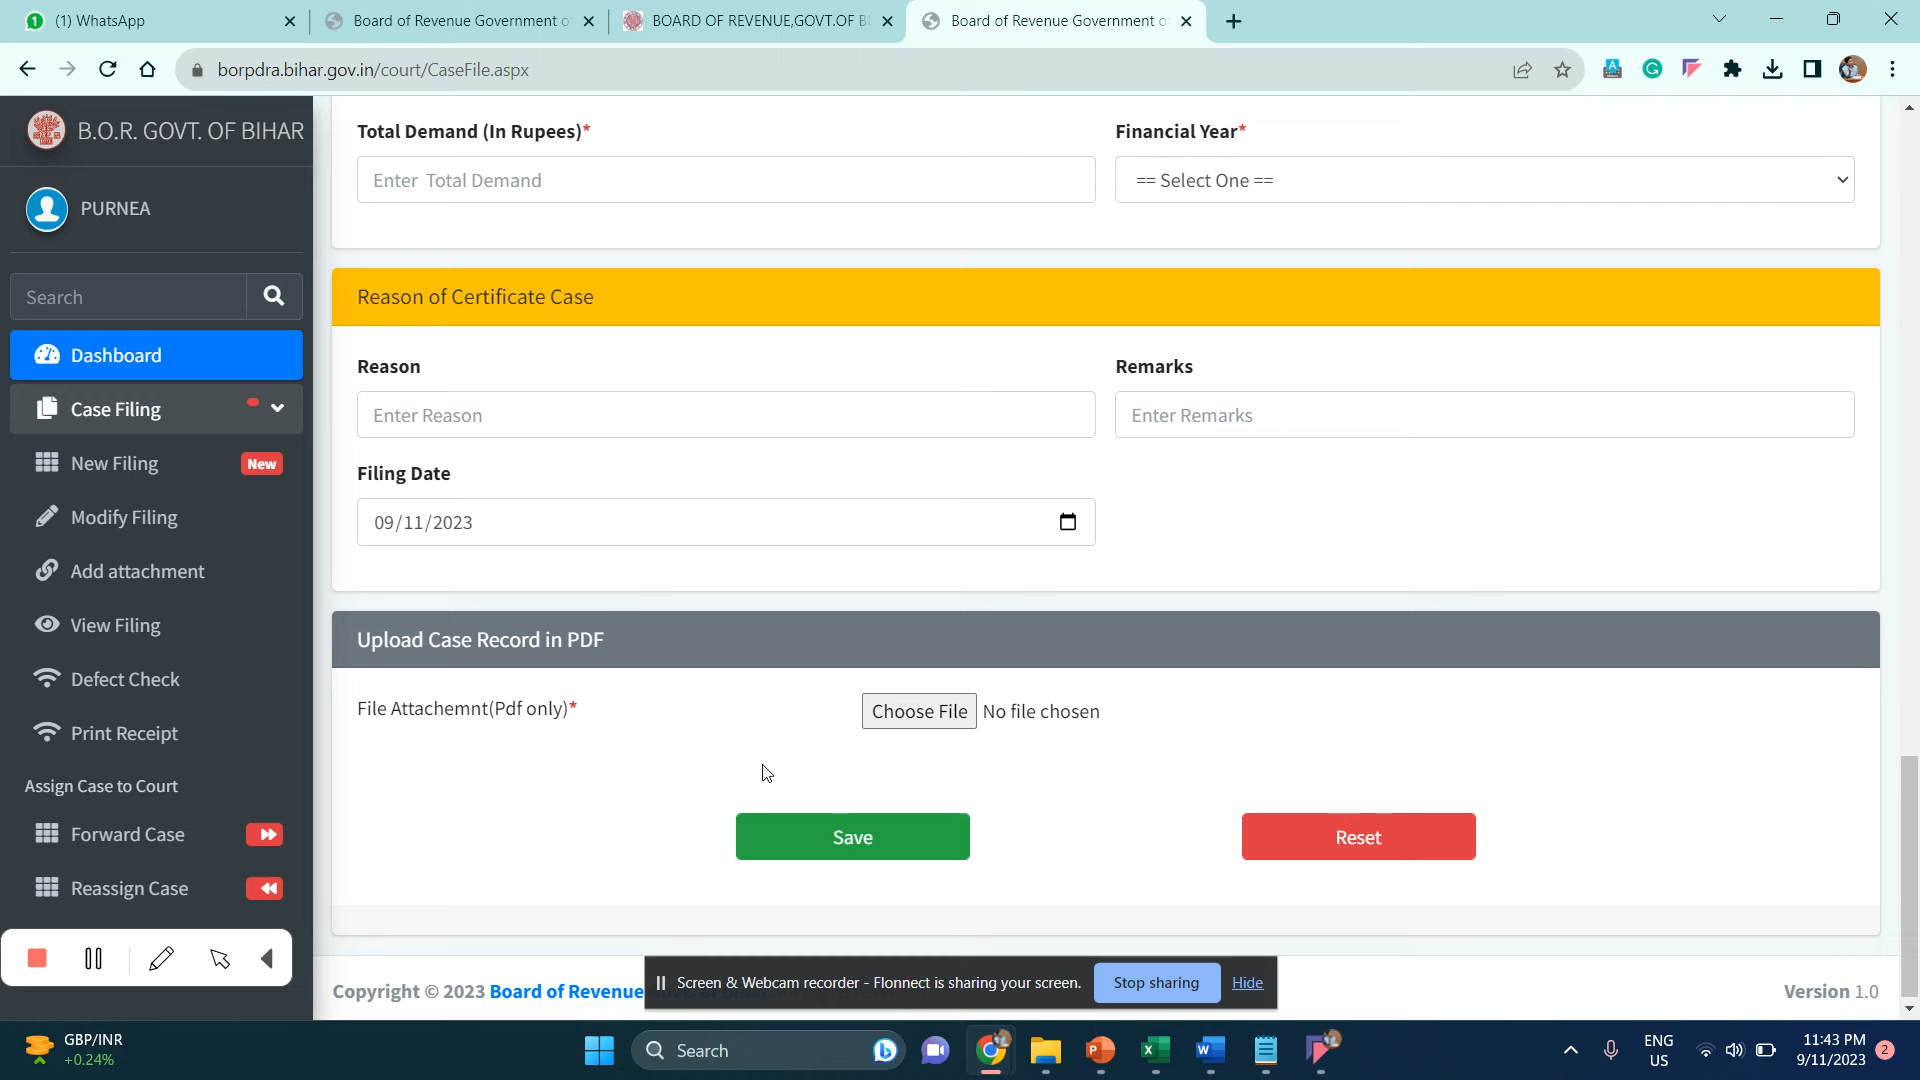 (1) WhatsApp
Board of Revenue Government o
BOARD OF REVENUE,GOVT.OF B
Board of Revenue Government o
borpdra.bihar.gov.in/court/CaseFile.aspx
B.O.R. GOVT. OF BIHAR
PURNEA
Search
Dashboard
Case Filing
New Filing New
Modify Filing
Add attachment
View Filing
Defect Check
Print Receipt
Assign Case to Court
Forward Case
Reassign Case
Total Demand (In Rupees)*
Enter Total Demand
Financial Year*
== Select One ==
Reason of Certificate Case
Reason
Enter Reason
Remarks
Enter Remarks
Filing Date
09/11/2023
Upload Case Record in PDF
File Attachemnt(Pdf only)*
Choose File No file chosen
Save
Reset
Copyright © 2023 Board of Revenue
Version 1.0
Screen & Webcam recorder - Flonnect is sharing your screen.
Stop sharing
Hide
GBP/INR
+0.24%
Search
ENG
US
11:43 PM
9/11/2023
2